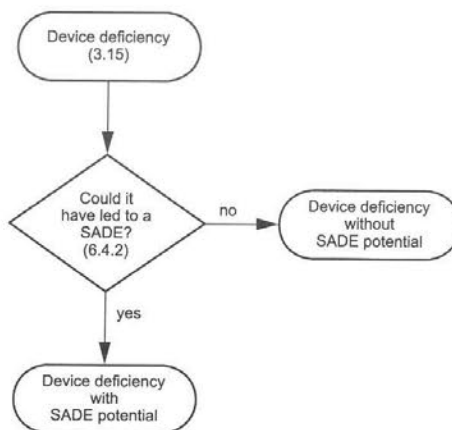 Device deficiency
(3.15)
Could it
have led to a
SADE?
(6.4.2)
no
Device deficiency
without
SADE potential
yes
Device deficiency
with
SADE potential